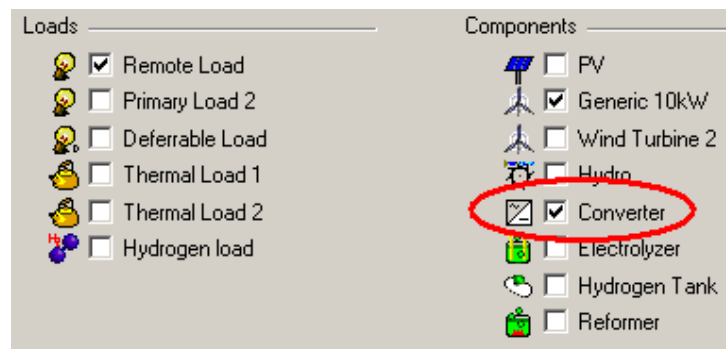 Loads
Remote Load
Primary Load 2
Deferrable Load
Thermal Load 1
Thermal Load 2
Hydrogen load
Components
PV
Generic 10kW
Wind Turbine 2
Hydro
Converter
Electrolyzer
Hydrogen Tank
Reformer